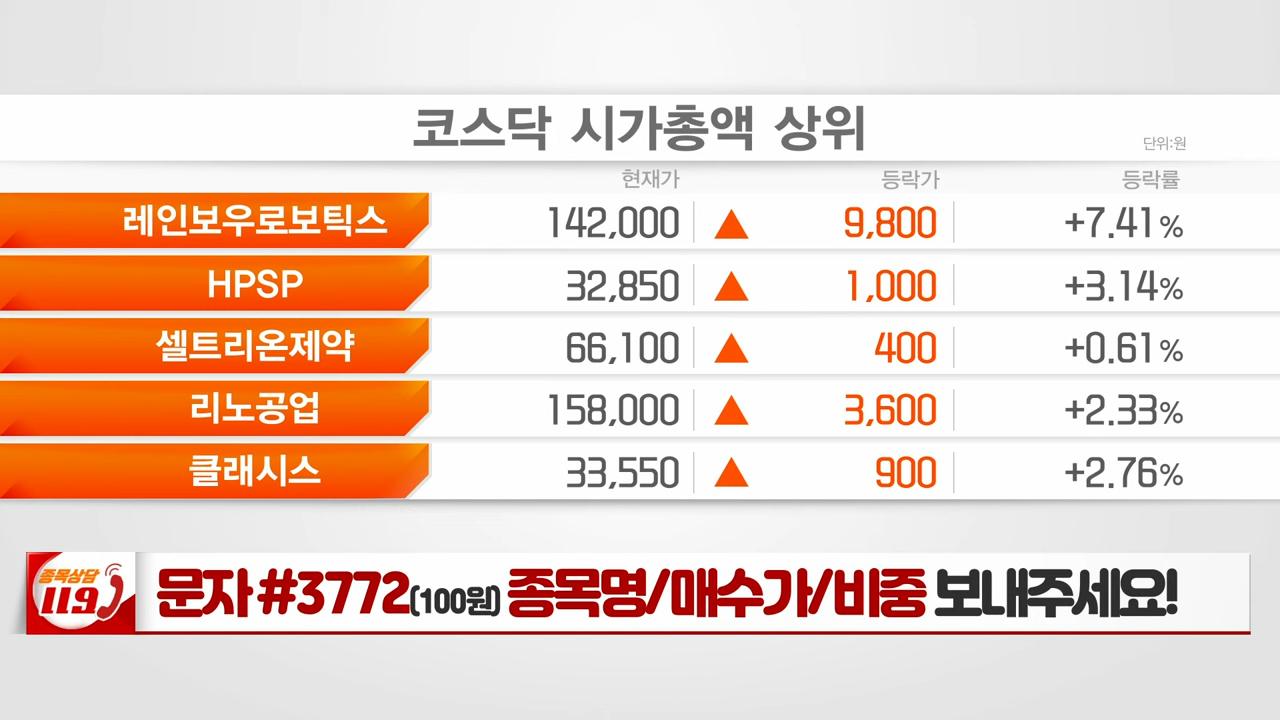 코스닥 시가총액 상위
단위:원
현재가 등락가 등락률
레인보우로보틱스 142,000 ▲ 9,800 +7.41%
HPSP 32,850 ▲ 1,000 +3.14%
셀트리온제약 66,100 ▲ 400 +0.61%
리노공업 158,000 ▲ 3,600 +2.33%
클래시스 33,550 ▲ 900 +2.76%
종목상담
119
문자 #3772(100원) 종목명/매수가/비중 보내주세요!